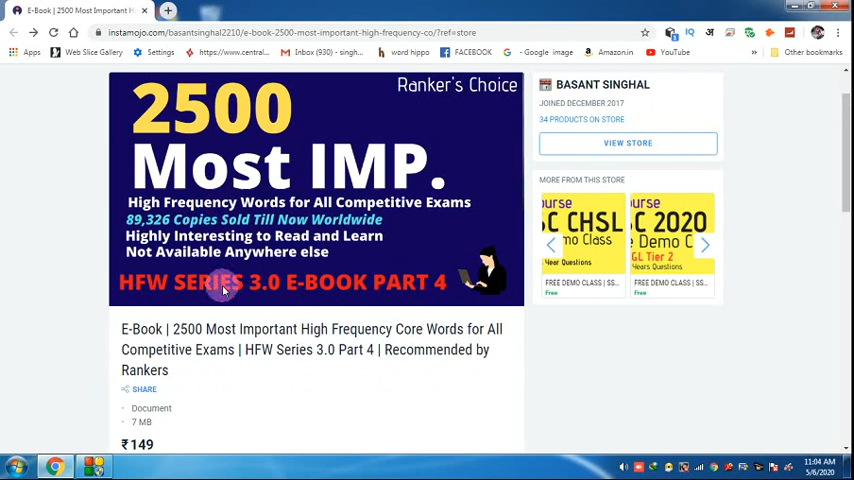 E-Book | 2500 Most Important H
instamojo.com/basantsinghal2210/e-book-2500-most-important-high-frequency-co/?ref=store
Apps Web Slice Gallery Settings https://www.central... Inbox (930) - singh... word hippo FACEBOOK - Google image Amazon.in YouTube Other bookmarks
Ranker's Choice
2500
Most IMP.
High Frequency Words for All Competitive Exams
89,326 Copies Sold Till Now Worldwide
Highly Interesting to Read and Learn
Not Available Anywhere else
HFW SERIES 3.0 E-BOOK PART 4
E-Book | 2500 Most Important High Frequency Core Words for All
Competitive Exams | HFW Series 3.0 Part 4 | Recommended by
Rankers
SHARE
Document
7 MB
₹149
BASANT SINGHAL
JOINED DECEMBER 2017
34 PRODUCTS ON STORE
VIEW STORE
MORE FROM THIS STORE
ourse
SC CHSL
mo Class
Year Questions
FREE DEMO CLASS | SS...
Free
ourse
SC 2020
e Demo C
GL Tier 2
Years Questions
FREE DEMO CLASS | SS...
Free
11:04 AM
5/6/2020